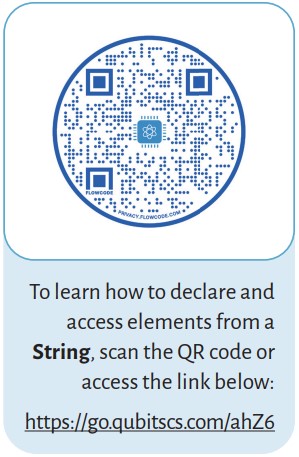 FLOWCODE
PRIVACY.FLOWCODE.COM
To learn how to declare and
access elements from a
String, scan the QR code or
access the link below:
https://go.qubitscs.com/ahZ6